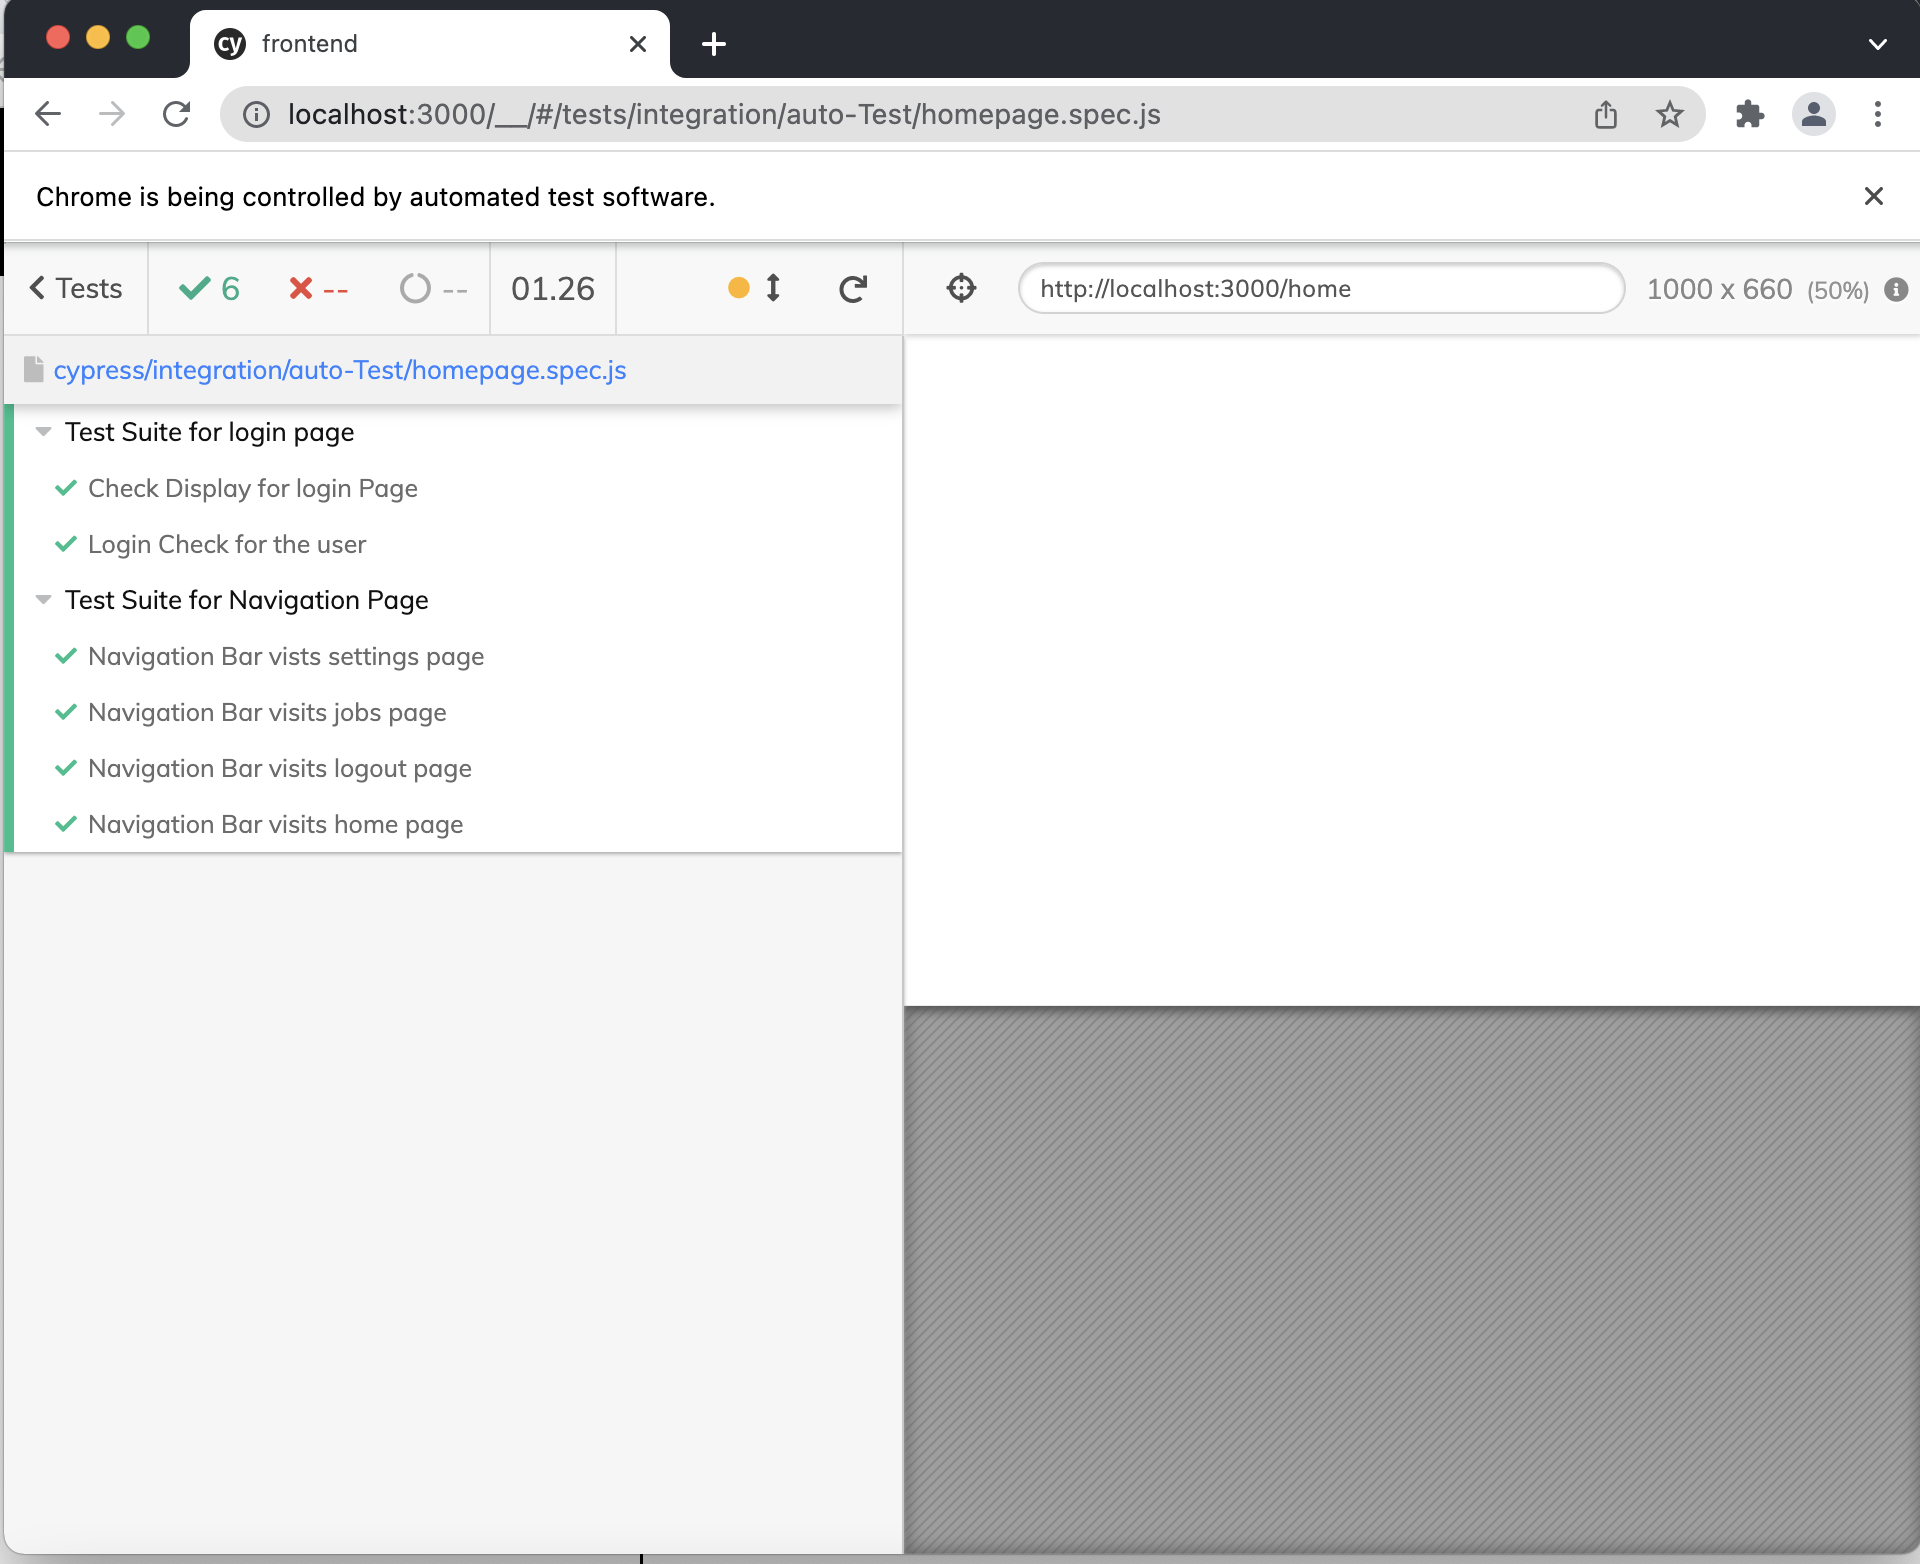 cy frontend
localhost:3000/__/#/tests/integration/auto-Test/homepage.spec.js
Chrome is being controlled by automated test software.
Tests 6 -- -- 01.26 http://localhost:3000/home 1000 x 660 (50%)
cypress/integration/auto-Test/homepage.spec.js
Test Suite for login page
Check Display for login Page
Login Check for the user
Test Suite for Navigation Page
Navigation Bar vists settings page
Navigation Bar visits jobs page
Navigation Bar visits logout page
Navigation Bar visits home page